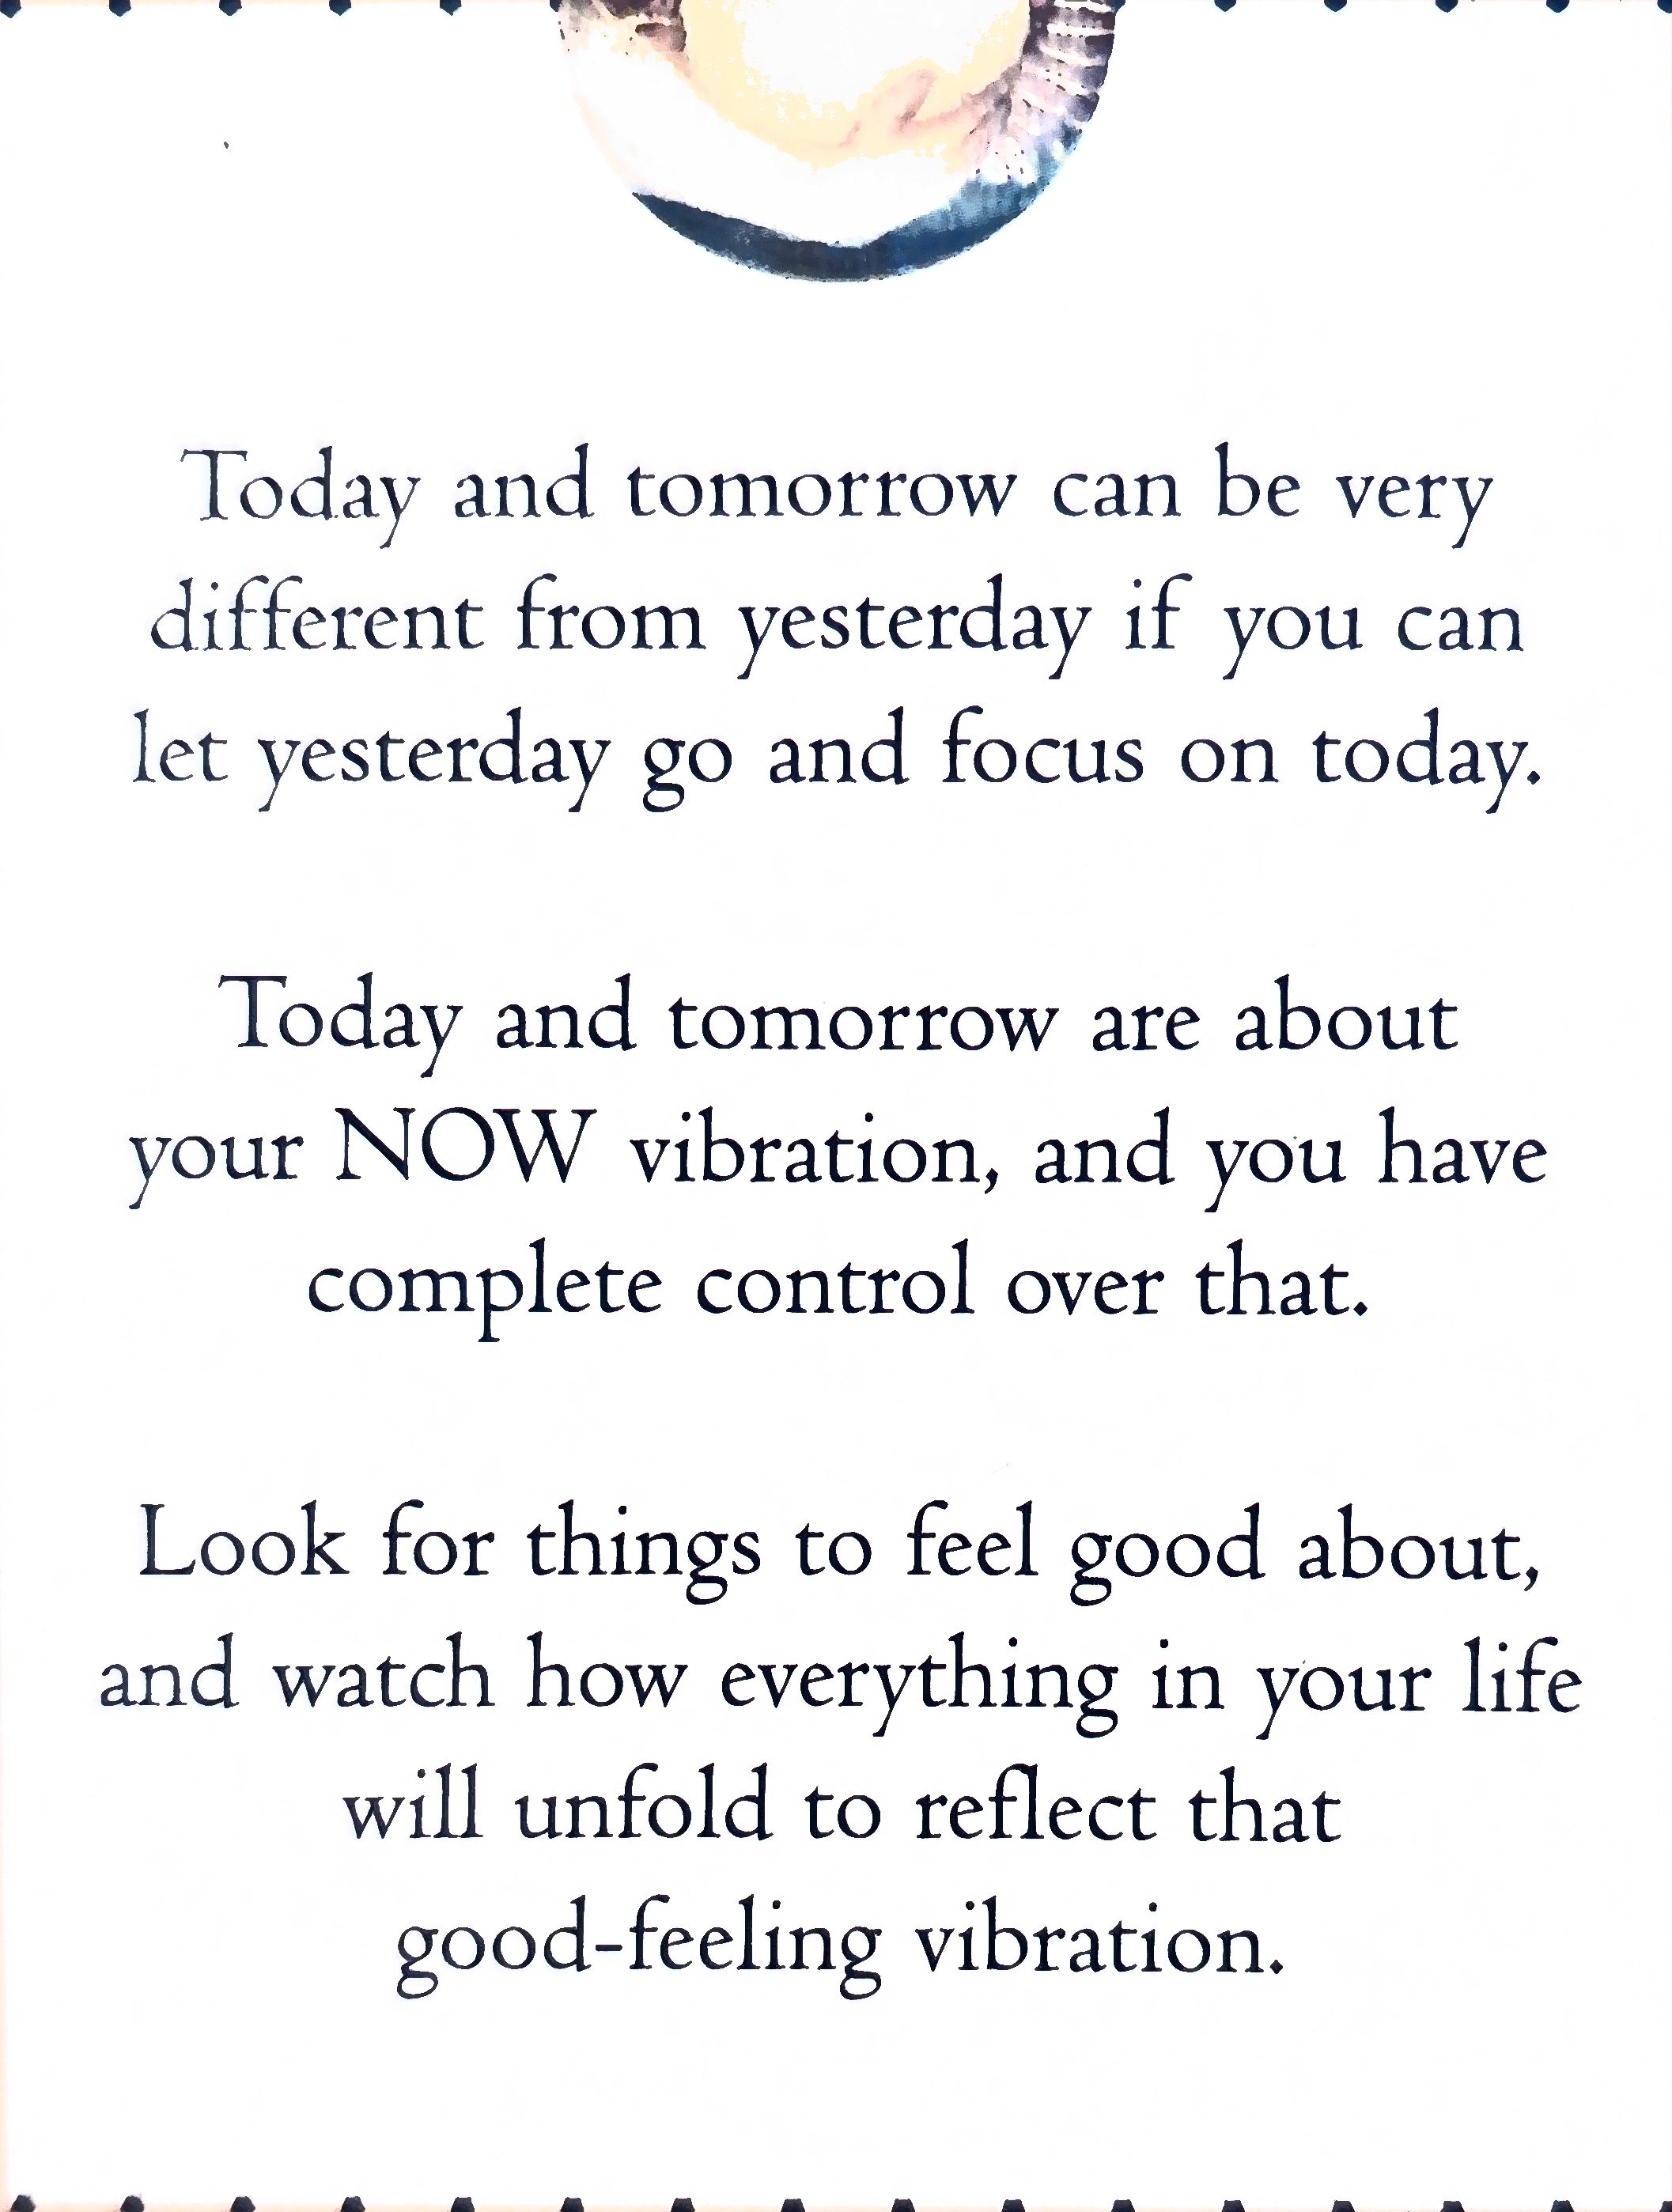 Today and tomorrow can be very
different from yesterday if you can
let yesterday go and focus on today.
Today and tomorrow are about
your NOW vibration, and you have
complete control over that.
Look for things to feel good about,
and watch how everything in your life
will unfold to reflect that
good-feeling vibration.